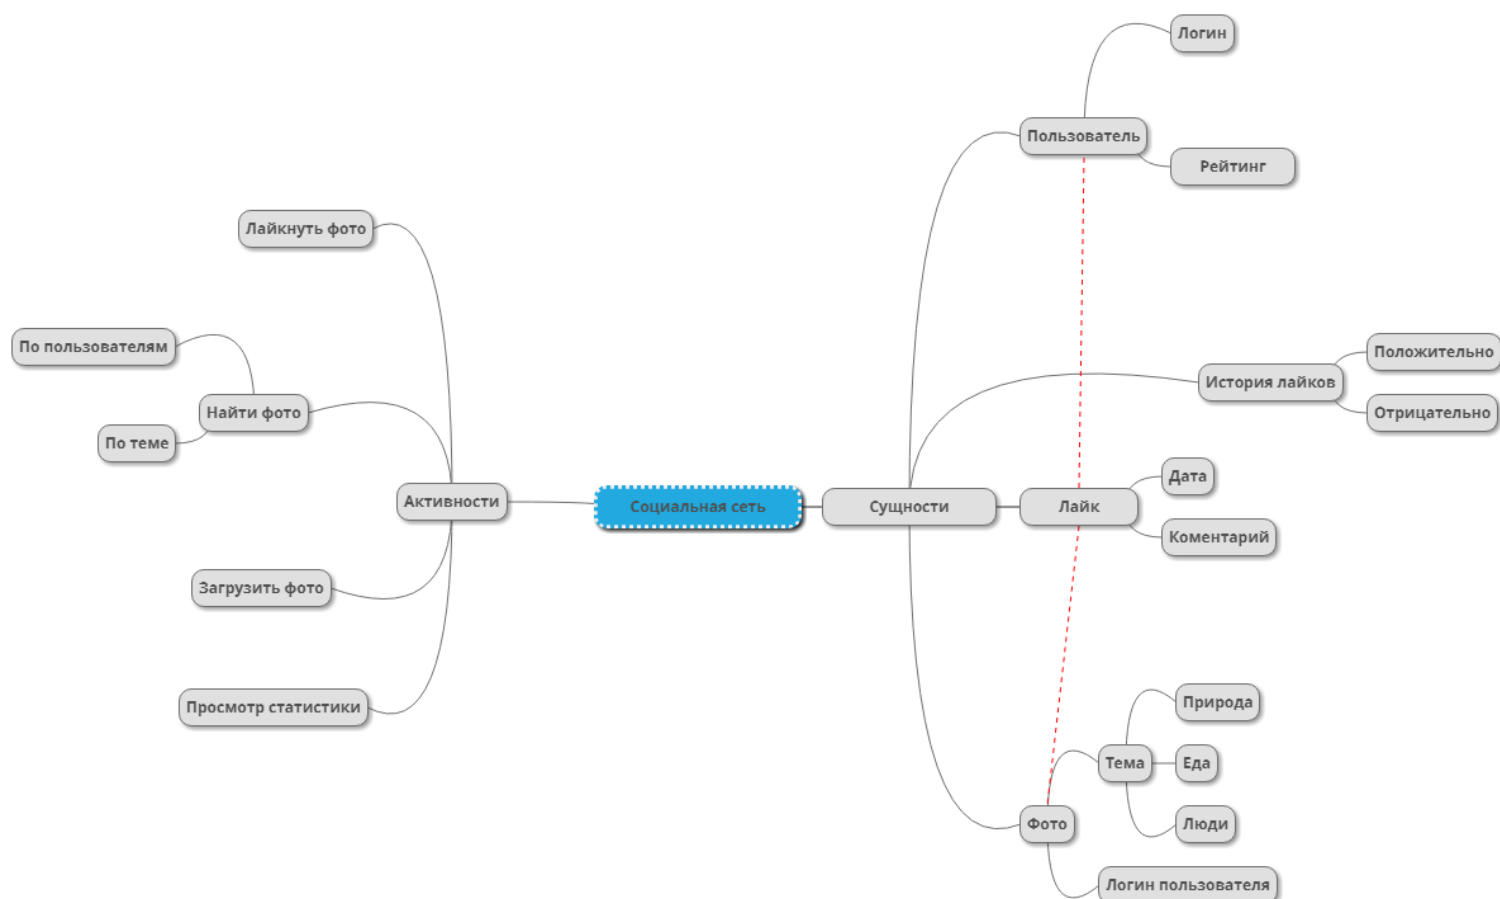 Логин
Пользователь
Рейтинг
Лайкнуть фото
По пользователям
История лайков
Положительно
Отрицательно
Найти фото
По теме
Активности
Социальная сеть
Сущности
Лайк
Дата
Коментарий
Загрузить фото
Просмотр статистики
Природа
Тема
Еда
Люди
Фото
Логин пользователя